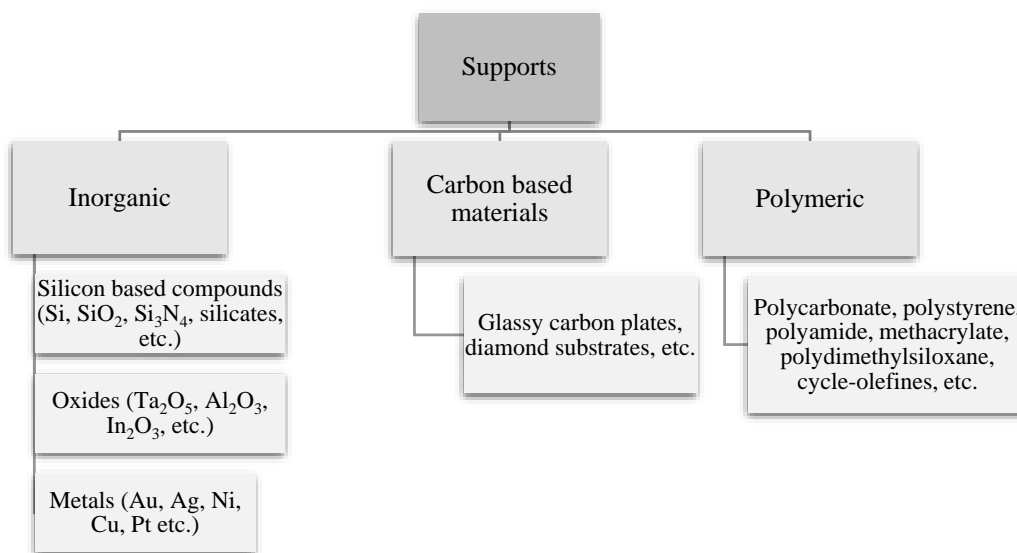 Supports
Inorganic
Silicon based compounds
(Si, SiO₂, Si₃N₄, silicates,
etc.)
Oxides (Ta₂O₅, Al₂O₃,
In₂O₃, etc.)
Metals (Au, Ag, Ni,
Cu, Pt etc.)
Carbon based
materials
Glassy carbon plates,
diamond substrates, etc.
Polymeric
Polycarbonate, polystyrene,
polyamide, methacrylate,
polydimethylsiloxane,
cycle-olefines, etc.